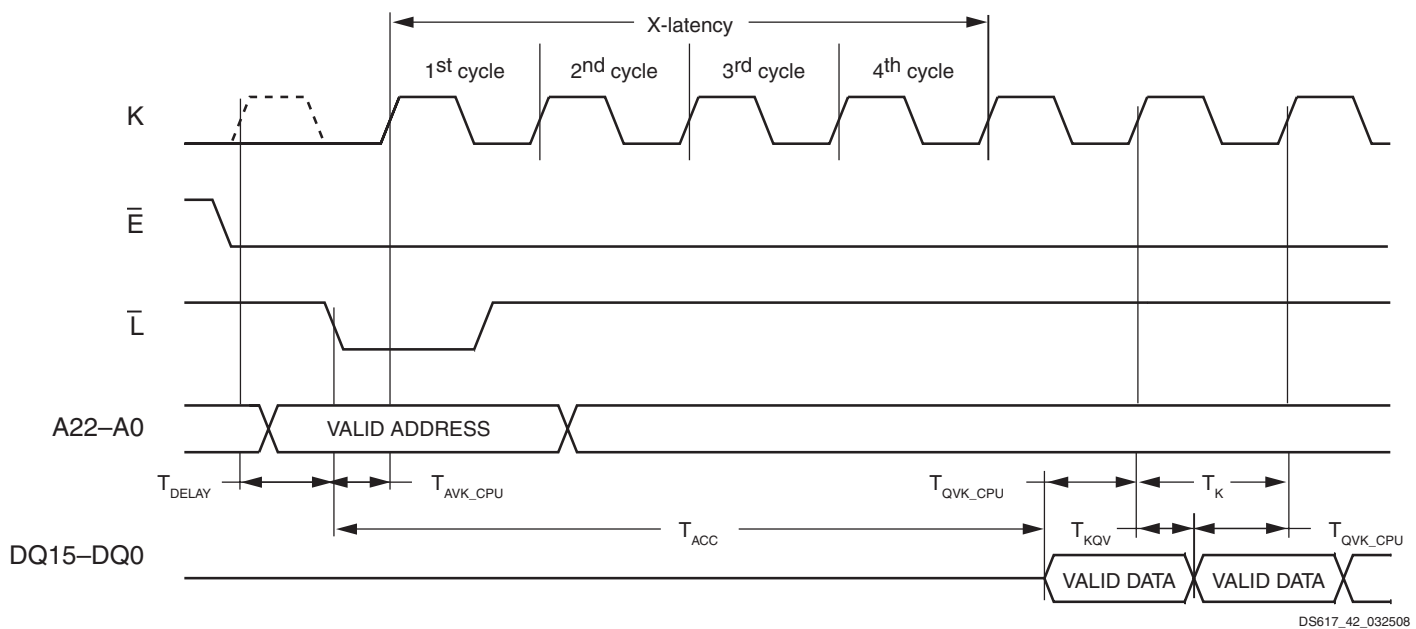 X-latency
1st cycle
2nd cycle
3rd cycle
4th cycle
K
E̅
L̅
A22–A0
VALID ADDRESS
TDELAY
TAVK_CPU
TQVK_CPU
TK
TACC
TKQV
TQVK_CPU
DQ15–DQ0
VALID DATA
VALID DATA
DS617_42_032508